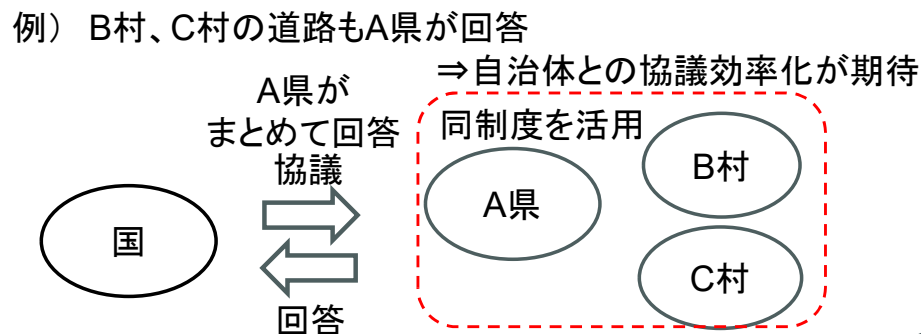 例） B村、C村の道路もA県が回答
⇒自治体との協議効率化が期待
A県が
まとめて回答
協議
同制度を活用
国
A県
B村
C村
回答